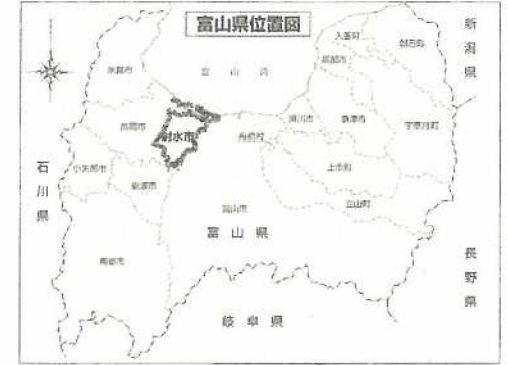 富山県位置図
新潟県
入善町
朝日町
富山湾
氷見市
黒部市
高岡市
射水市
舟橋村
滑川市
魚津市
宇奈月町
石川県
小矢部市
砺波市
上市町
立山町
富山市
富山県
南砺市
長野県
岐阜県